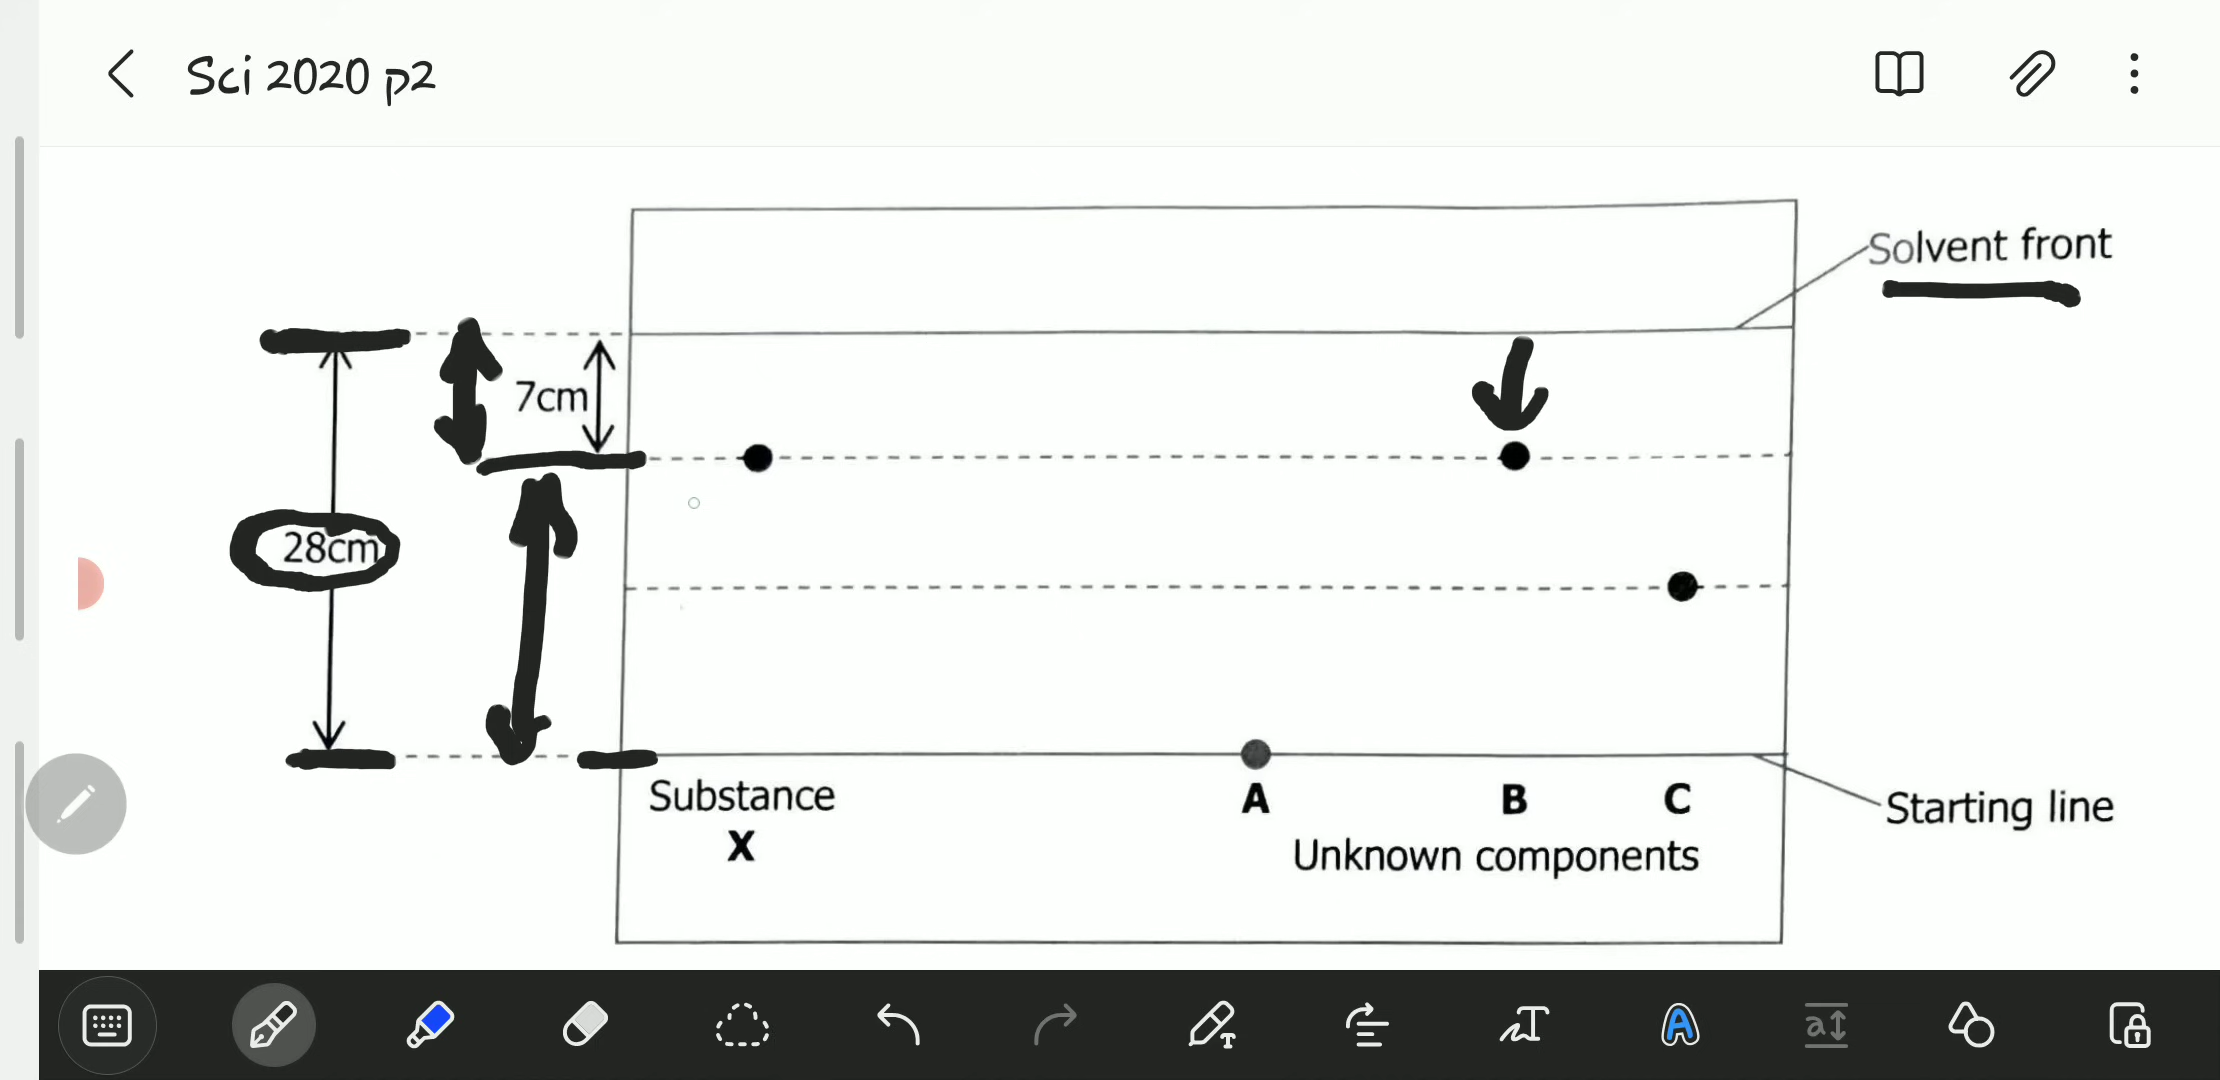 Sci 2020 p2
Solvent front
7cm
28cm
Substance
X
A
B
C
Unknown components
Starting line